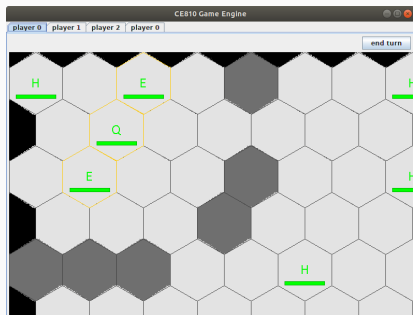 CE810 Game Engine
player 0 player 1 player 2 player 0
end turn
H E H
Q
E H
H